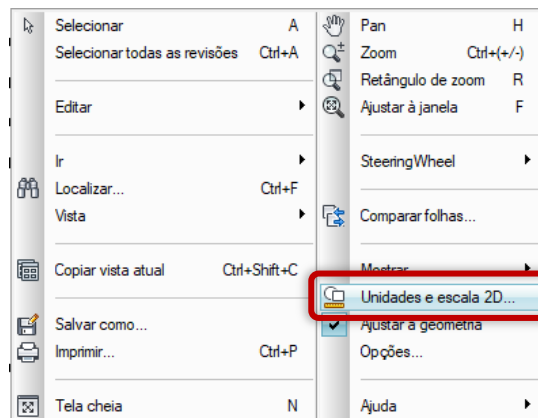 Selecionar A
Selecionar todas as revisões Ctrl+A
Editar
Ir
Localizar... Ctrl+F
Vista
Copiar vista atual Ctrl+Shift+C
Salvar como...
Imprimir... Ctrl+P
Tela cheia N
Pan H
Zoom Ctrl+(+/-)
Retângulo de zoom R
Ajustar à janela F
SteeringWheel
Comparar folhas...
Mostrar
Unidades e escala 2D...
Ajustar à geometria
Opções...
Ajuda